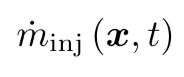 ṁ_inj (𝒙, t)